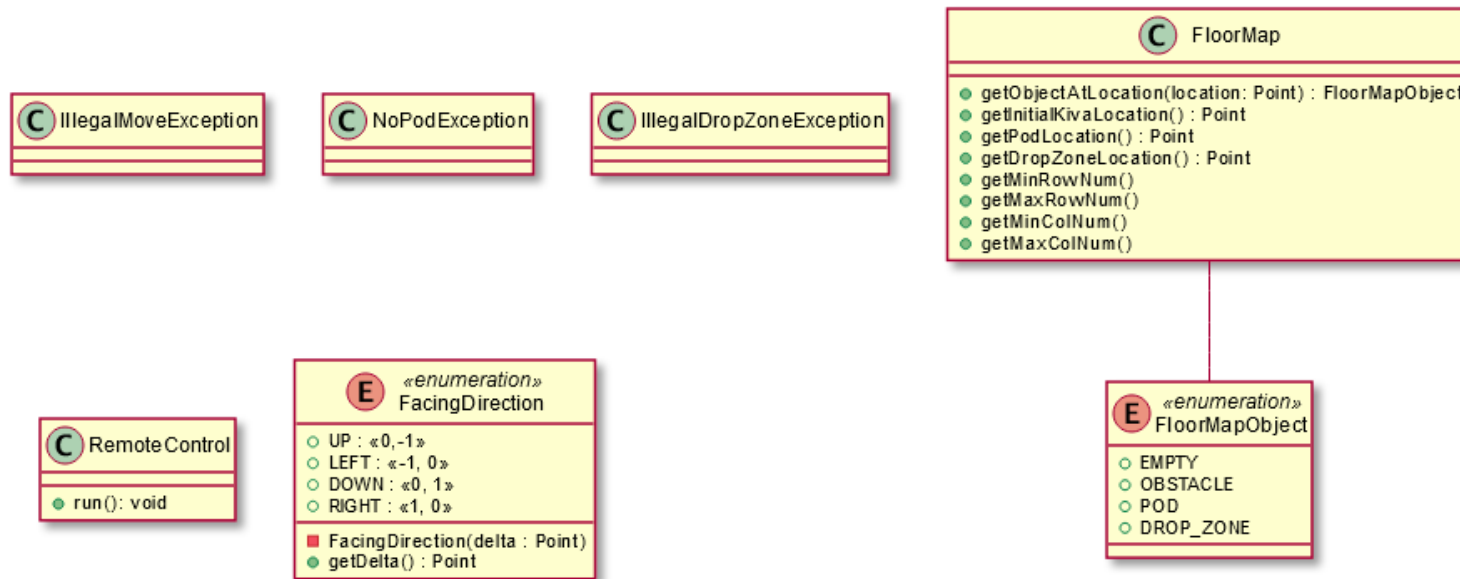 C FloorMap
getObjectAtLocation(location: Point) : FloorMapObject
getInitialKivaLocation() : Point
getPodLocation() : Point
getDropZoneLocation() : Point
getMinRowNum()
getMaxRowNum()
getMinColNum()
getMaxColNum()
C IllegalMoveException
C NoPodException
C IllegalDropZoneException
C RemoteControl
run(): void
E «enumeration»
FacingDirection
UP : «0,-1»
LEFT : «-1, 0»
DOWN : «0, 1»
RIGHT : «1, 0»
FacingDirection(delta : Point)
getDelta() : Point
E «enumeration»
FloorMapObject
EMPTY
OBSTACLE
POD
DROP_ZONE